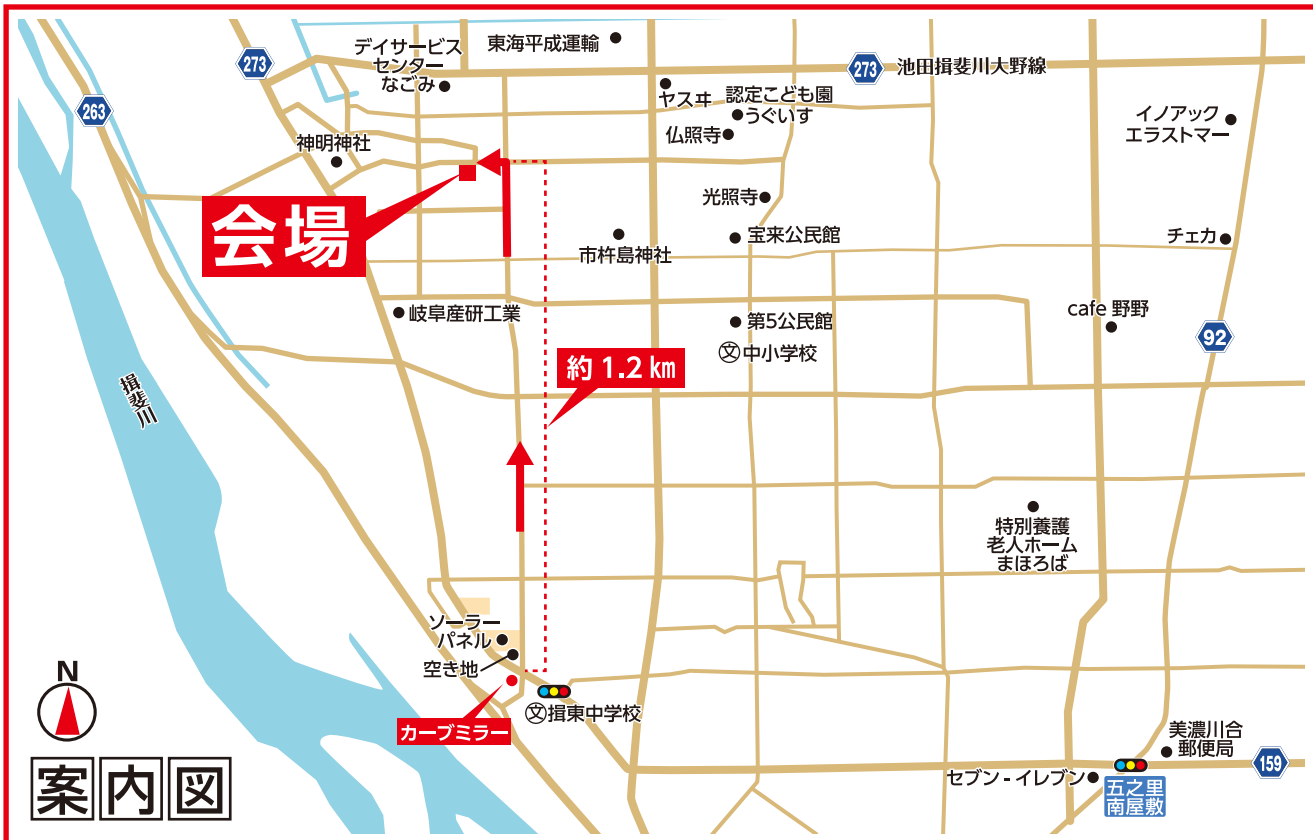 デイサービス
センター
なごみ
東海平成運輸
273
273
池田揖斐川大野線
263
ヤスヰ
認定こども園
うぐいす
仏照寺
イノアック
エラストマー
神明神社
会場
光照寺
宝来公民館
市杵島神社
チェカ
岐阜産研工業
第5公民館
文中小学校
cafe 野野
92
約 1.2 km
揖斐川
特別養護
老人ホーム
まほろば
ソーラー
パネル
空き地
カーブミラー
文揖東中学校
N
案内図
美濃川合
郵便局
159
セブン-イレブン
五之里
南屋敷